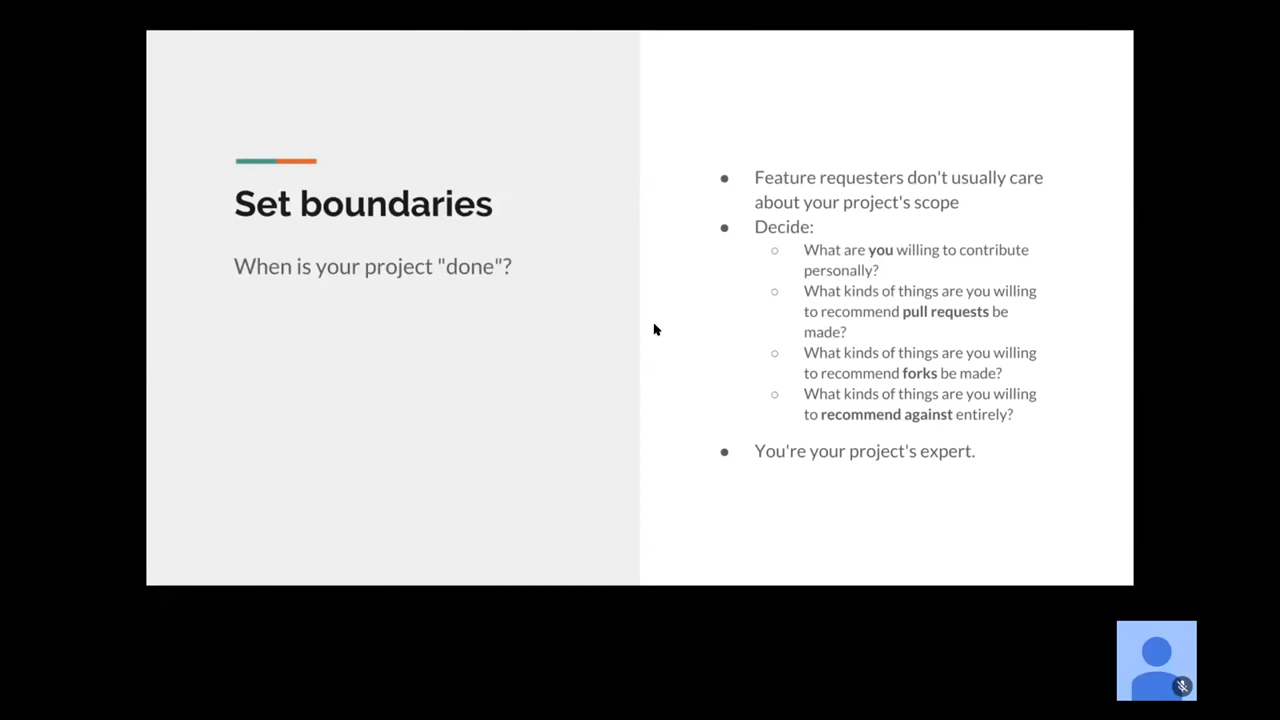 Set boundaries
When is your project "done"?
● Feature requesters don't usually care
about your project's scope
● Decide:
○ What are you willing to contribute
personally?
○ What kinds of things are you willing
to recommend pull requests be
made?
○ What kinds of things are you willing
to recommend forks be made?
○ What kinds of things are you willing
to recommend against entirely?
● You're your project's expert.